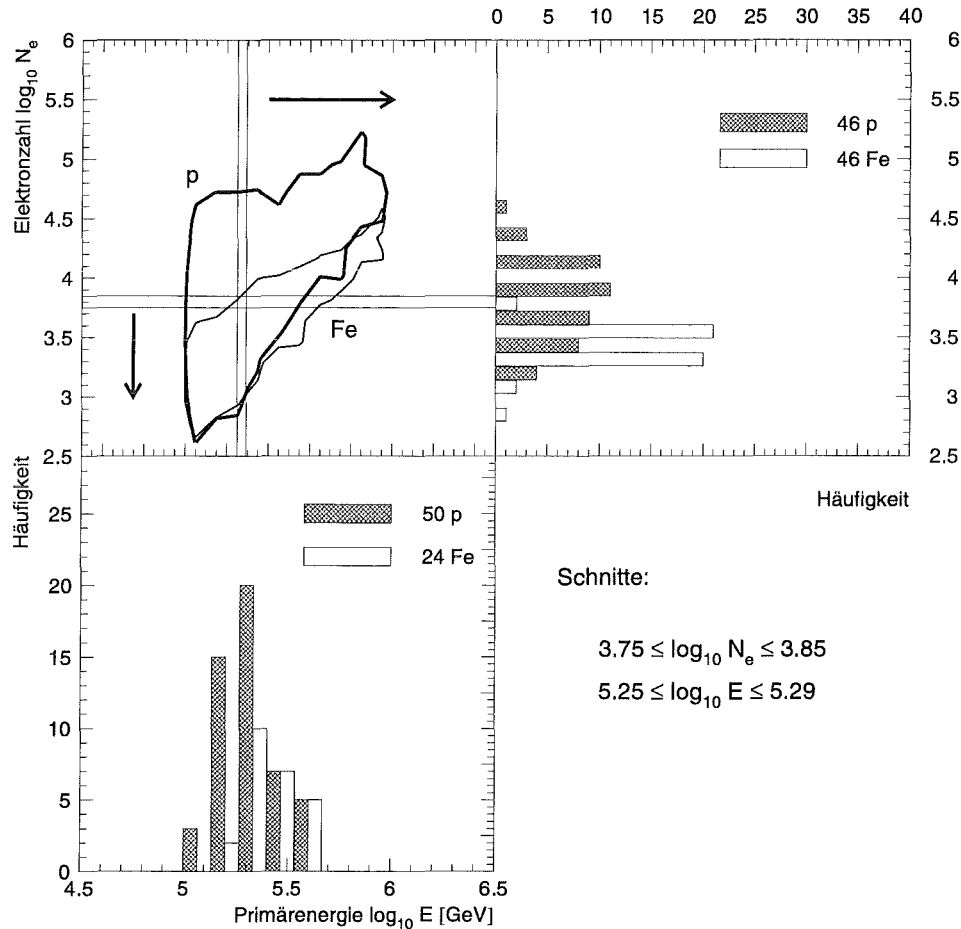 0 5 10 15 20 25 30 35 40
Elektronzahl log10 Ne
6
5.5
5
4.5
4
3.5
3
2.5
p
Fe
6
5.5
5
4.5
4
3.5
3
2.5
46 p
46 Fe
Häufigkeit
Häufigkeit
25
20
15
10
5
0
50 p
24 Fe
4.5 5 5.5 6 6.5
Primärenergie log10 E [GeV]
Schnitte:
3.75 ≤ log10 Ne ≤ 3.85
5.25 ≤ log10 E ≤ 5.29